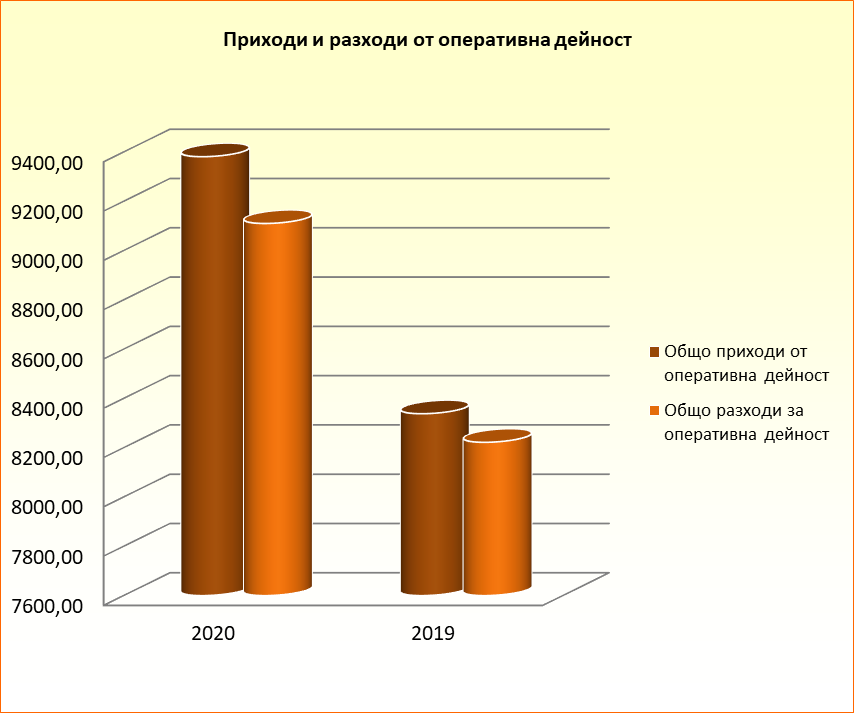 Приходи и разходи от оперативна дейност
9400,00
9200,00
9000,00
8800,00
8600,00
8400,00
8200,00
8000,00
7800,00
7600,00
2020
2019
Общо приходи от
оперативна дейност
Общо разходи за
оперативна дейност